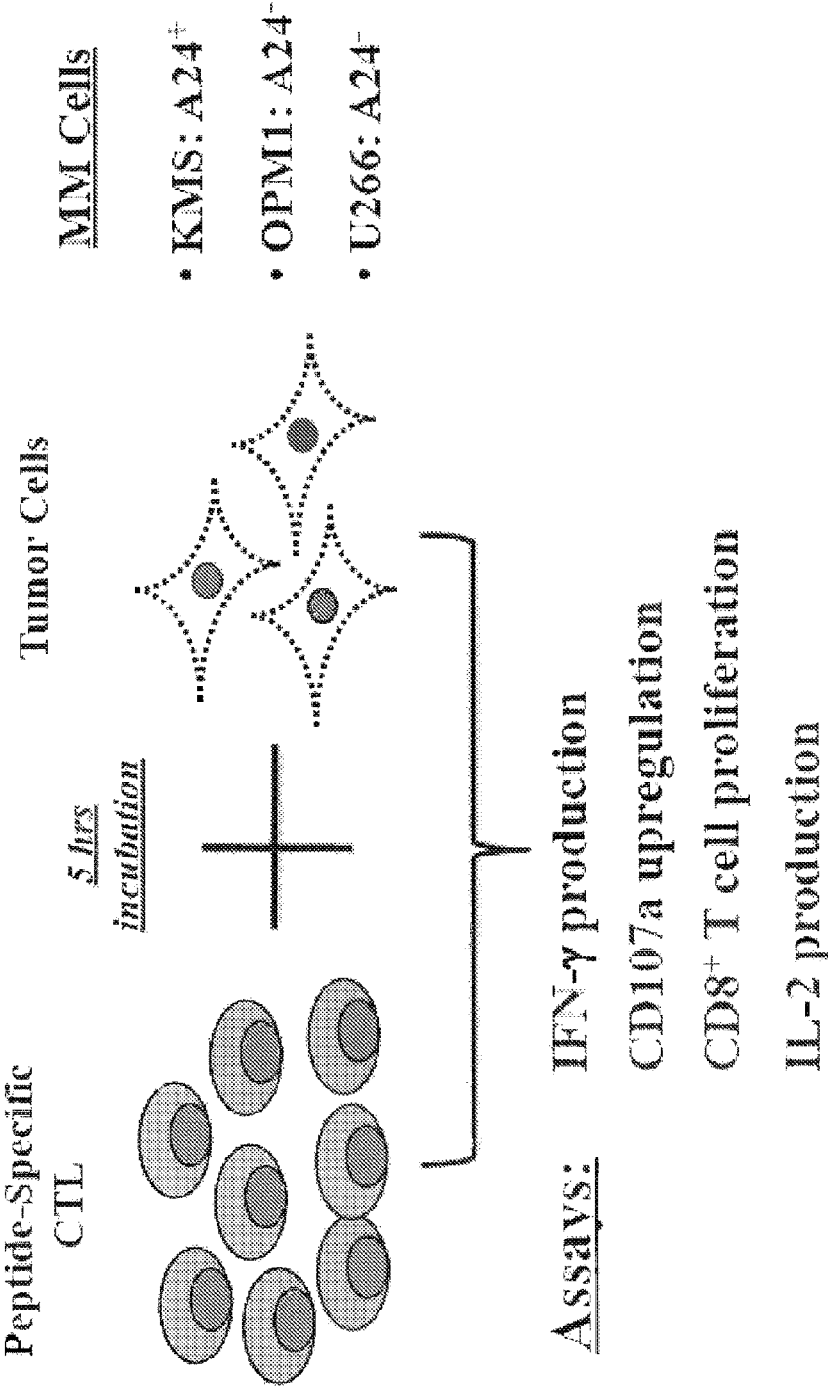 Peptide-Specific
CTL
5 hrs
incubation
Tumor Cells
MM Cells
• KMS: A24⁺
• OPM1: A24⁻
• U266: A24⁻
Assays:
IFN-γ production
CD107a upregulation
CD8⁺ T cell proliferation
IL-2 production